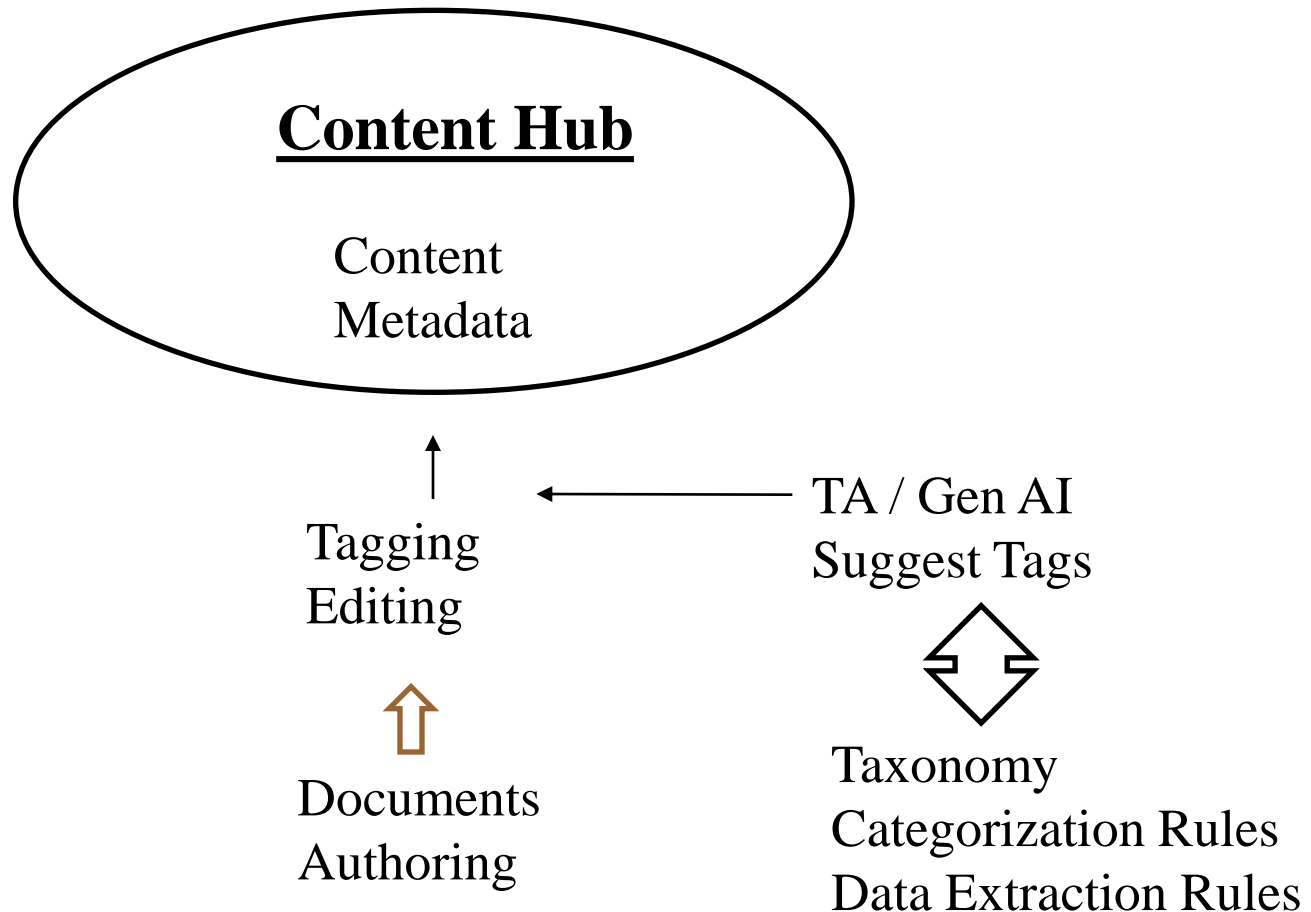 Content Hub
Content
Metadata
Tagging
Editing
TA / Gen AI
Suggest Tags
Documents
Authoring
Taxonomy
Categorization Rules
Data Extraction Rules